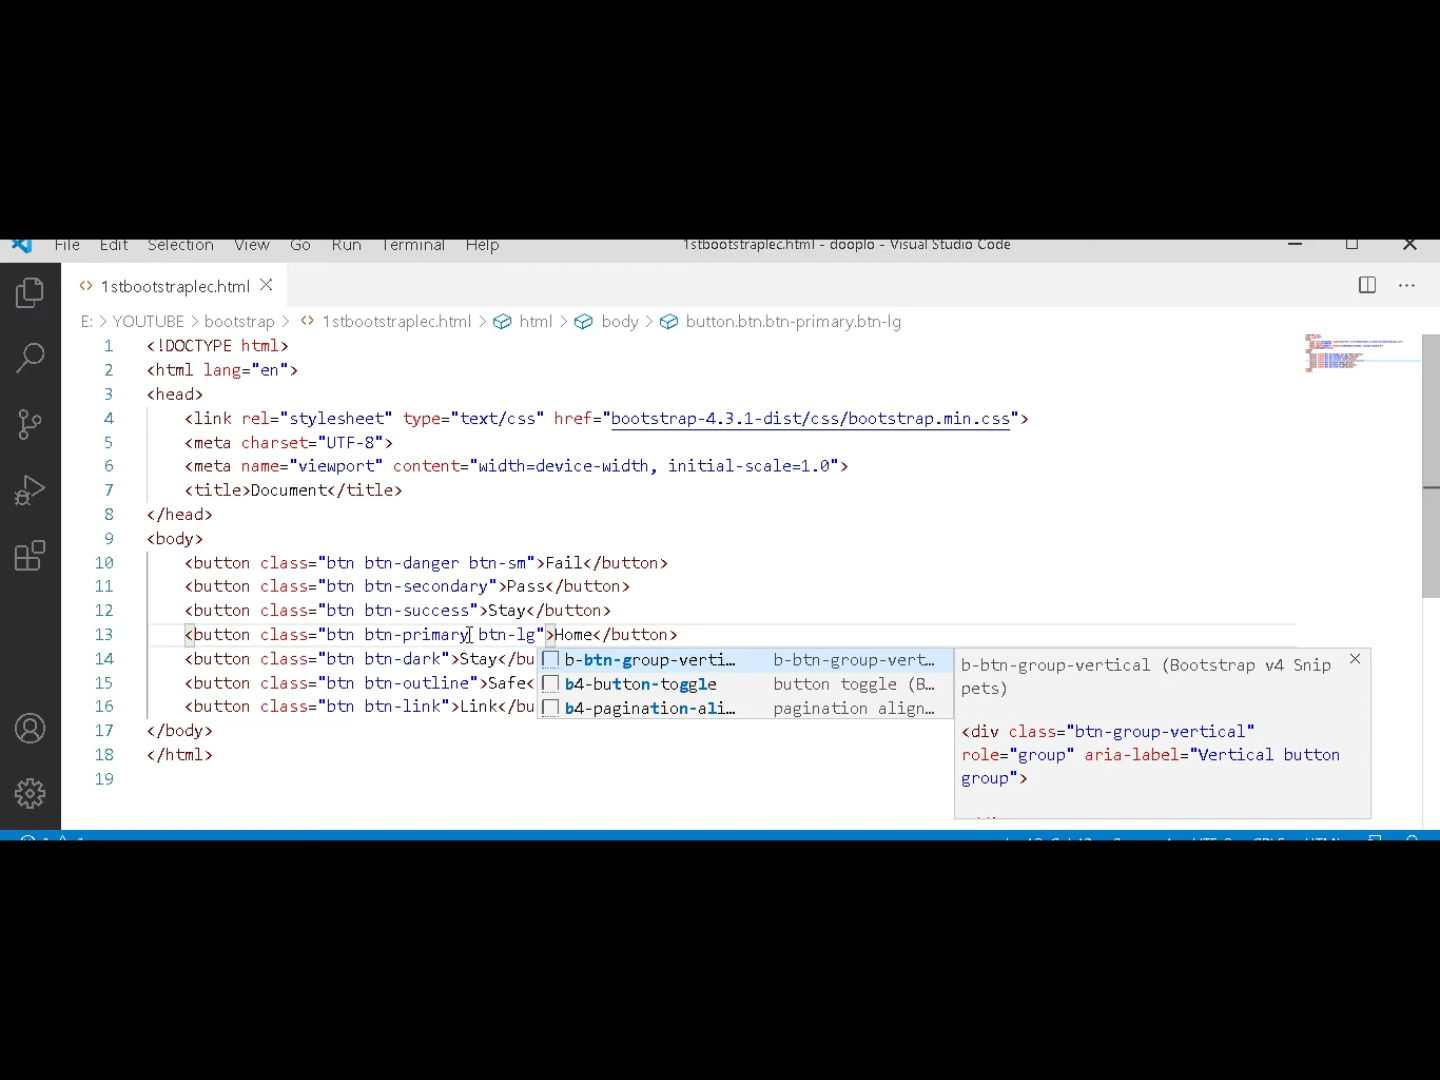 File Edit Selection View Go Run Terminal Help 1stbootstraplec.html - dooplo - Visual Studio Code
1stbootstraplec.html
E: > YOUTUBE > bootstrap > 1stbootstraplec.html > html > body > button.btn.btn-primary.btn-lg
1 <!DOCTYPE html>
2 <html lang="en">
3 <head>
4 <link rel="stylesheet" type="text/css" href="bootstrap-4.3.1-dist/css/bootstrap.min.css">
5 <meta charset="UTF-8">
6 <meta name="viewport" content="width=device-width, initial-scale=1.0">
7 <title>Document</title>
8 </head>
9 <body>
10 <button class="btn btn-danger btn-sm">Fail</button>
11 <button class="btn btn-secondary">Pass</button>
12 <button class="btn btn-success">Stay</button>
13 <button class="btn btn-primary btn-lg">Home</button>
14 <button class="btn btn-dark">Stay</bu
15 <button class="btn btn-outline">Safe<
16 <button class="btn btn-link">Link</bu
17 </body>
18 </html>
19
b-btn-group-verti... b-btn-group-vert...
b4-button-toggle button toggle (B...
b4-pagination-ali... pagination align...
b-btn-group-vertical (Bootstrap v4 Snip
pets)
<div class="btn-group-vertical"
role="group" aria-label="Vertical button
group">